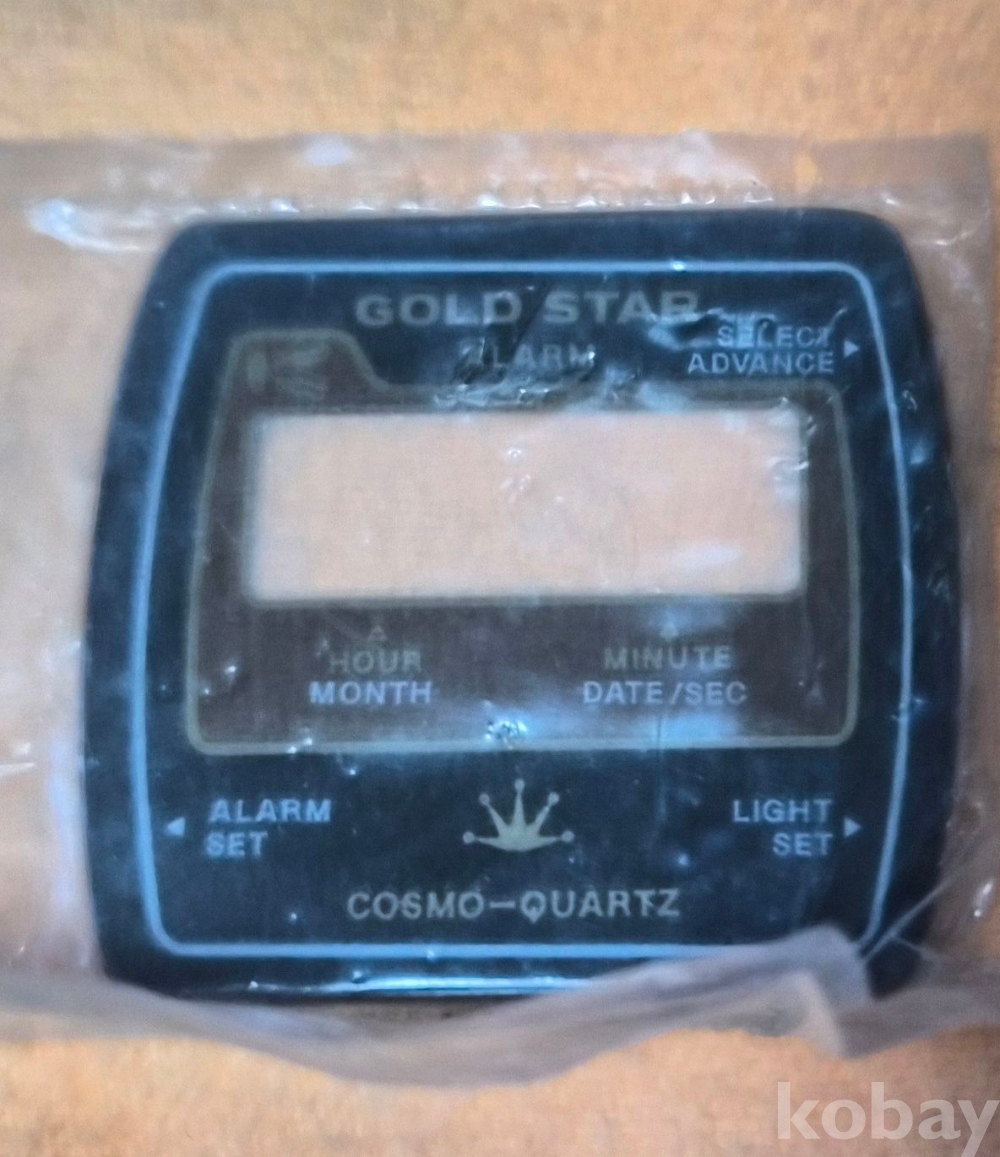 GOLD STAR
ALARM
SELECT
ADVANCE
HOUR
MONTH
MINUTE
DATE/SEC
ALARM
SET
LIGHT
SET
COSMO-QUARTZ
kobay